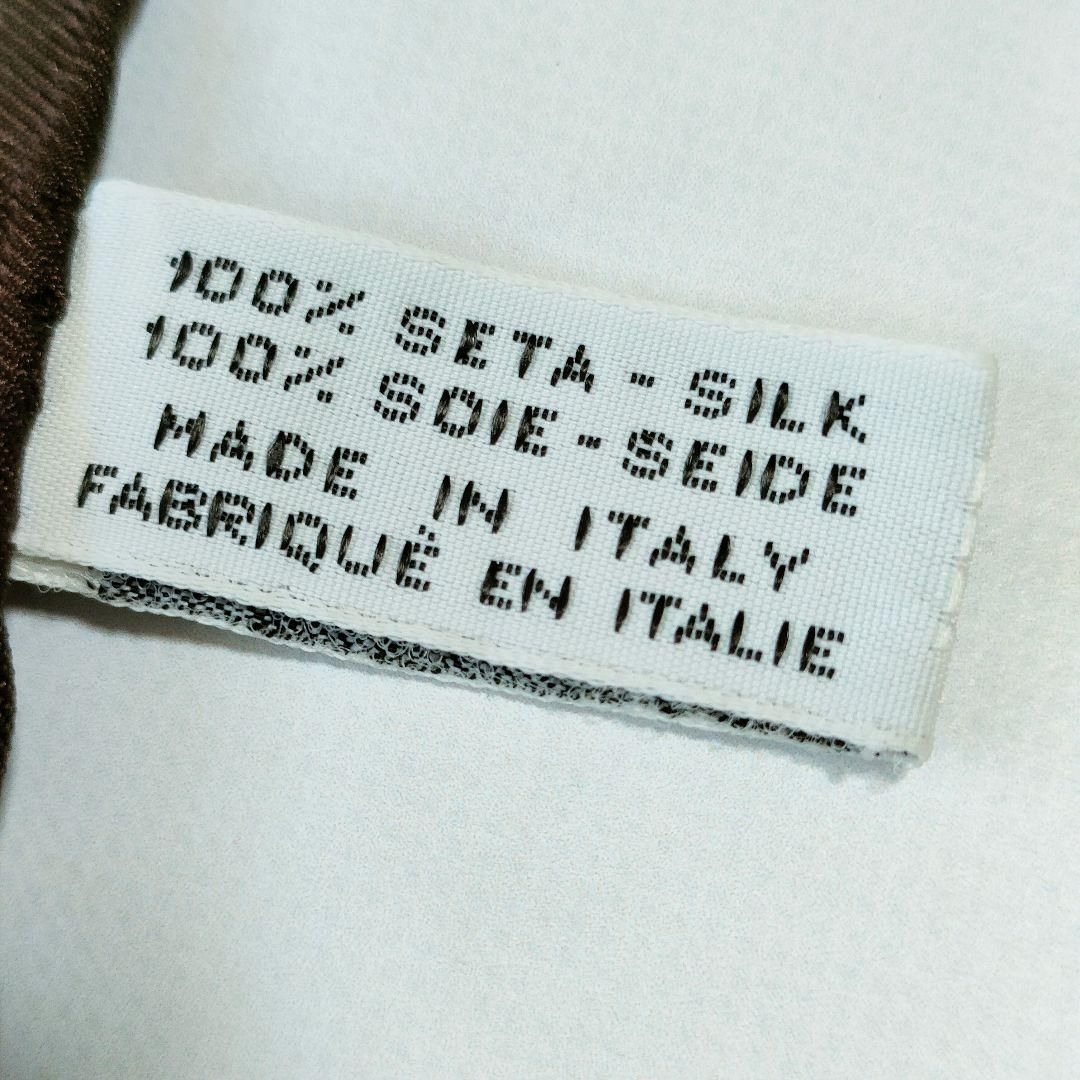 100% SETA - SILK
100% SOIE - SEIDE
MADE IN ITALY
FABRIQUÉ EN ITALIE